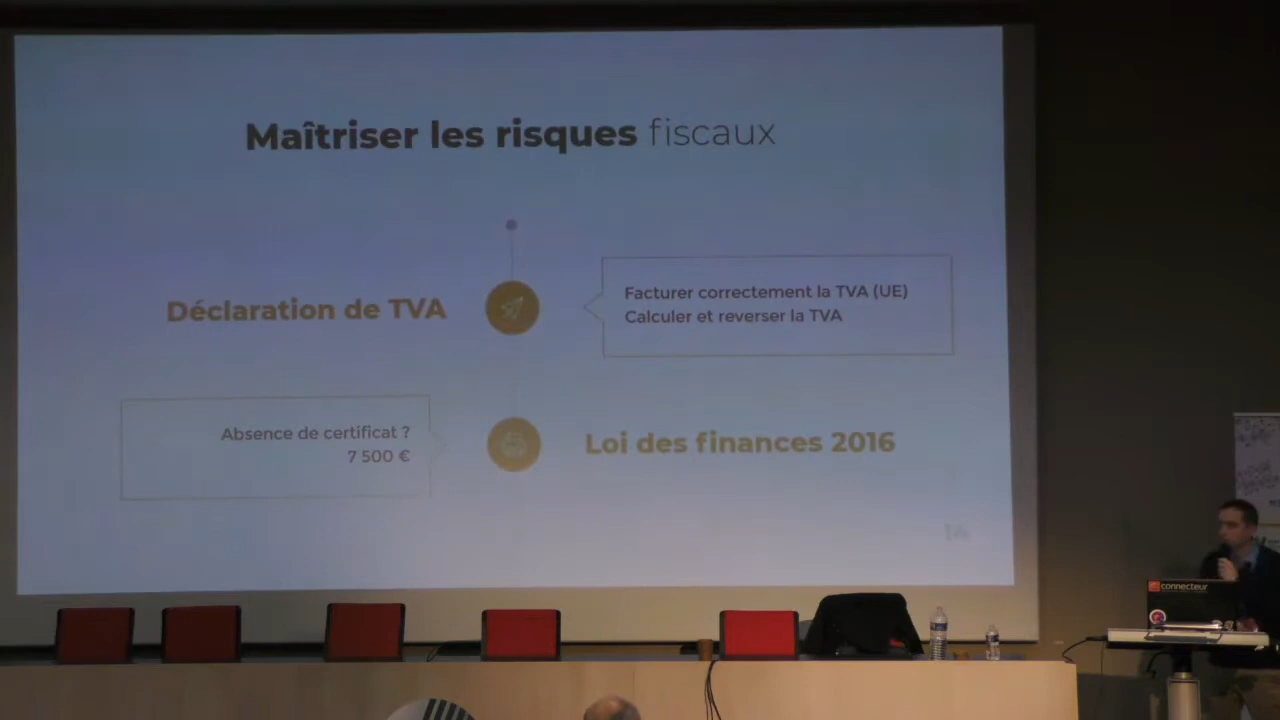 Maîtriser les risques fiscaux
Déclaration de TVA
Facturer correctement la TVA (UE)
Calculer et reverser la TVA
Absence de certificat ?
7 500 €
Loi des finances 2016
14
connecteur